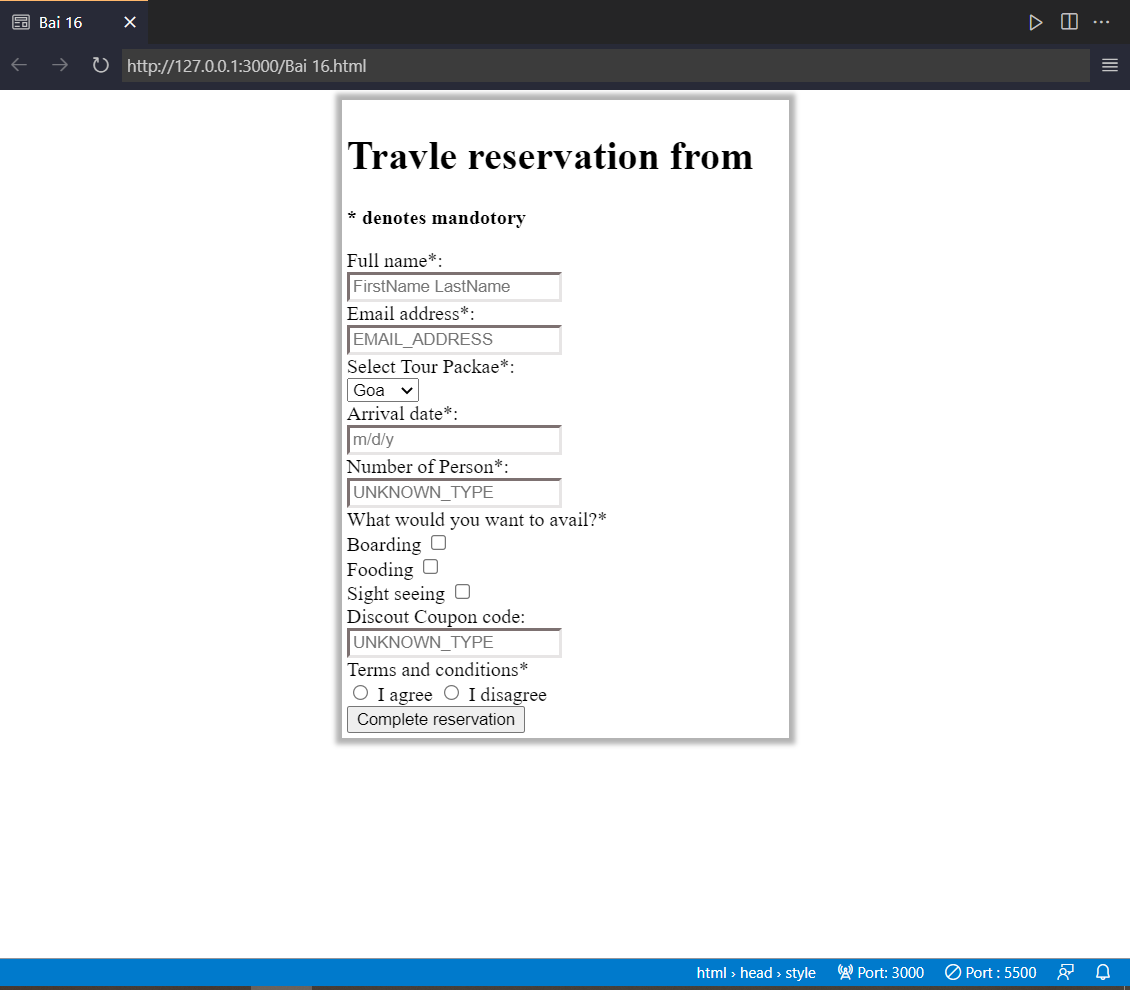 Bai 16
http://127.0.0.1:3000/Bai 16.html
Travle reservation from
* denotes mandotory
Full name*:
FirstName LastName
Email address*:
EMAIL_ADDRESS
Select Tour Packae*:
Goa
Arrival date*:
m/d/y
Number of Person*:
UNKNOWN_TYPE
What would you want to avail?*
Boarding
Fooding
Sight seeing
Discout Coupon code:
UNKNOWN_TYPE
Terms and conditions*
I agree I disagree
Complete reservation
html › head › style Port: 3000 Port : 5500